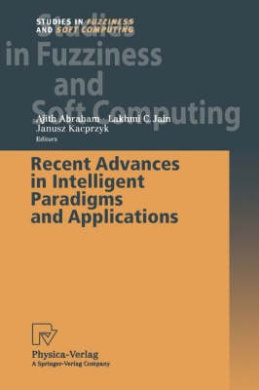 STUDIES IN FUZZINESS
AND SOFT COMPUTING
Studies
in Fuzziness
and
Soft Computing
Ajith Abraham · Lakhmi C. Jain
Janusz Kacprzyk
Editors
Recent Advances
in Intelligent
Paradigms
and Applications
Physica-Verlag
A Springer-Verlag Company